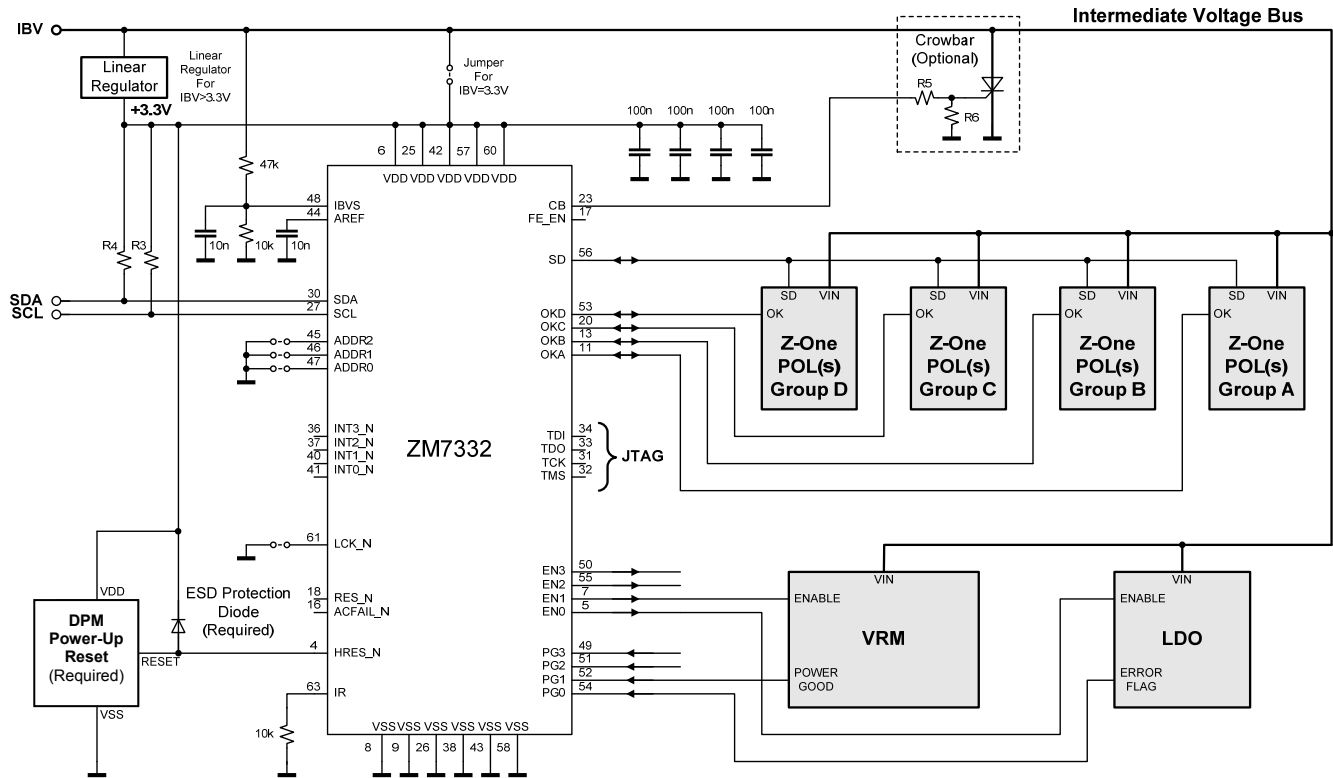 Intermediate Voltage Bus
IBV
Linear
Regulator
Linear
Regulator
For
IBV>3.3V
+3.3V
Jumper
For
IBV=3.3V
Crowbar
(Optional)
R5
R6
100n
100n
100n
100n
6
25
42
57
60
VDD
VDD
VDD
VDD
VDD
47k
48
IBVS
44
AREF
10n
10k
10n
R4
R3
SDA
SCL
30
SDA
27
SCL
45
ADDR2
46
ADDR1
47
ADDR0
36
INT3_N
37
INT2_N
40
INT1_N
41
INT0_N
ZM7332
61
LCK_N
18
RES_N
16
ACFAIL_N
4
HRES_N
63
IR
10k
VDD
DPM
Power-Up
Reset
(Required)
RESET
VSS
ESD Protection
Diode
(Required)
VSS
VSS
VSS
VSS
VSS
VSS
8
9
26
38
43
58
CB
23
FE_EN
17
SD
56
OKD
53
OKC
20
OKB
13
OKA
11
TDI
34
TDO
33
TCK
31
TMS
32
JTAG
EN3
50
EN2
55
EN1
7
EN0
5
PG3
49
PG2
51
PG1
52
PG0
54
SD
VIN
OK
Z-One
POL(s)
Group D
SD
VIN
OK
Z-One
POL(s)
Group C
SD
VIN
OK
Z-One
POL(s)
Group B
SD
VIN
OK
Z-One
POL(s)
Group A
VIN
ENABLE
VRM
POWER
GOOD
VIN
ENABLE
LDO
ERROR
FLAG